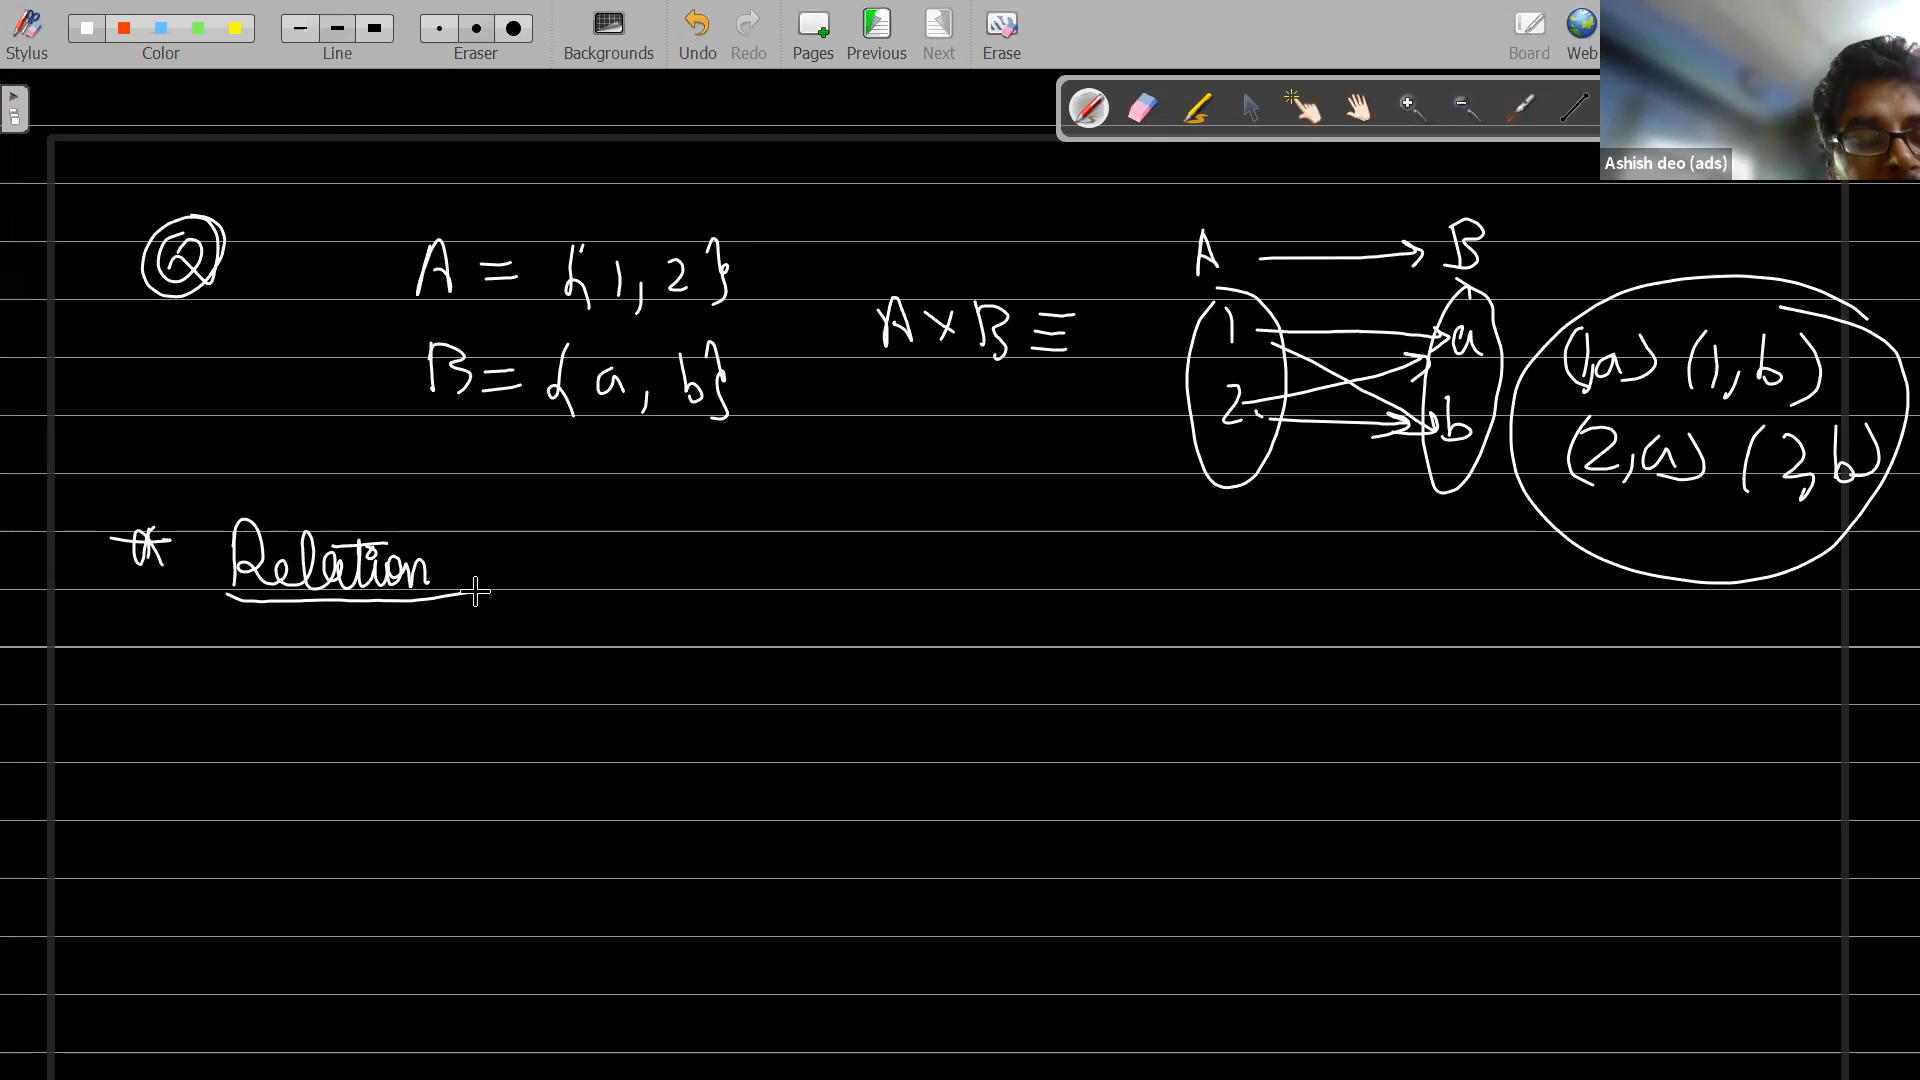 Stylus Color Line Eraser Backgrounds Undo Redo Pages Previous Next Erase Board Web
Ashish deo (ads)
Q A = {1, 2}
B = {a, b}
A × B ≡
A → B
1 a
2 b
(1,a) (1, b)
(2, a) (2, b)
* Relation